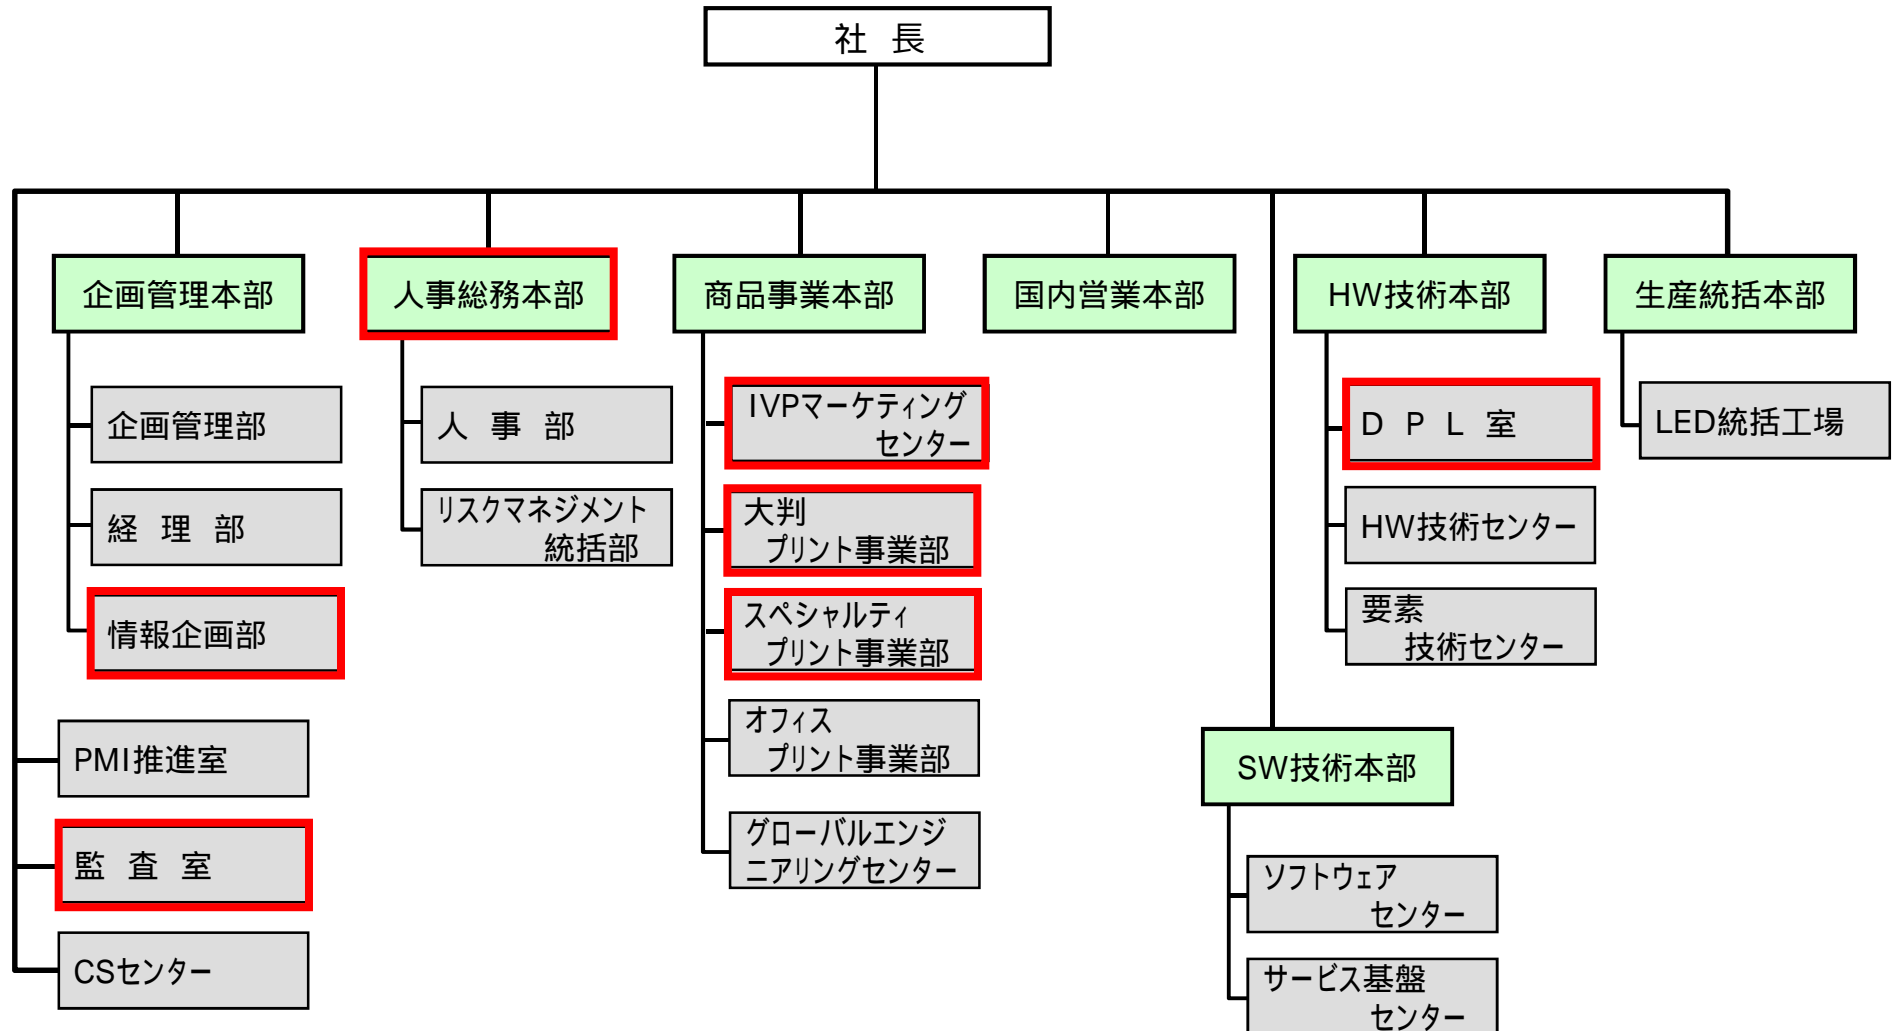 社 長
企画管理本部
人事総務本部
商品事業本部
国内営業本部
HW技術本部
生産統括本部
企画管理部
経 理 部
情報企画部
人 事 部
リスクマネジメント
統括部
IVPマーケティング
センター
大判
プリント事業部
スペシャルティ
プリント事業部
オフィス
プリント事業部
グローバルエンジ
ニアリングセンター
D P L 室
HW技術センター
要素
技術センター
LED統括工場
SW技術本部
ソフトウェア
センター
サービス基盤
センター
PMI推進室
監 査 室
CSセンター